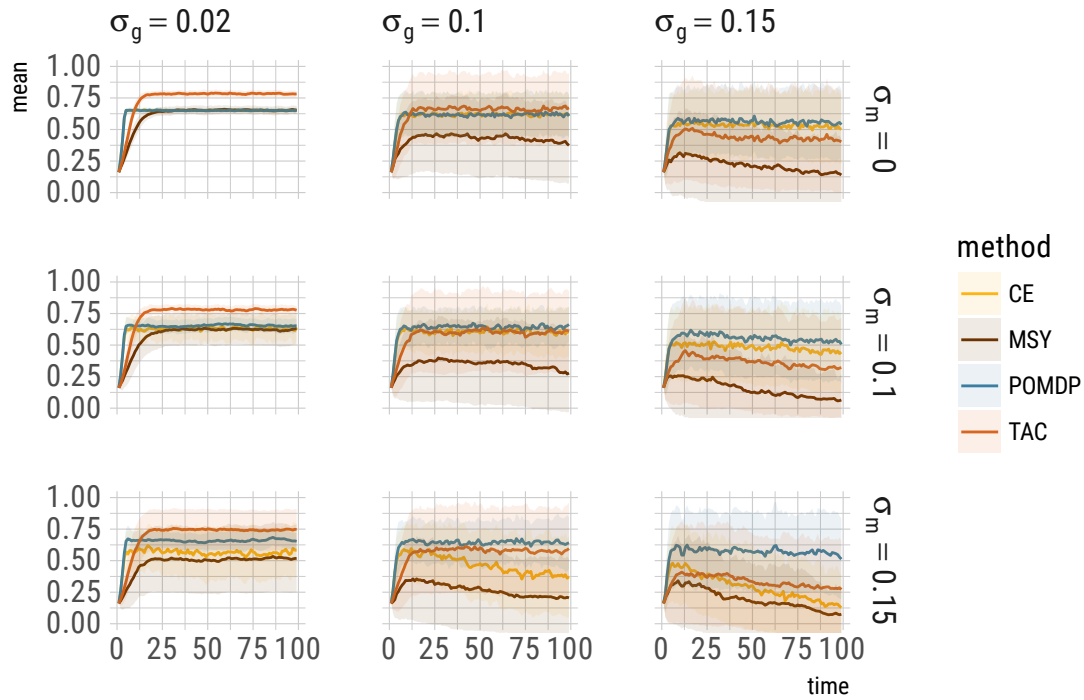 σg = 0.02
σg = 0.1
σg = 0.15
mean
1.00
0.75
0.50
0.25
0.00
σm = 0
1.00
0.75
0.50
0.25
0.00
σm = 0.1
1.00
0.75
0.50
0.25
0.00
σm = 0.15
0 25 50 75 100
0 25 50 75 100
0 25 50 75 100
time
method
CE
MSY
POMDP
TAC